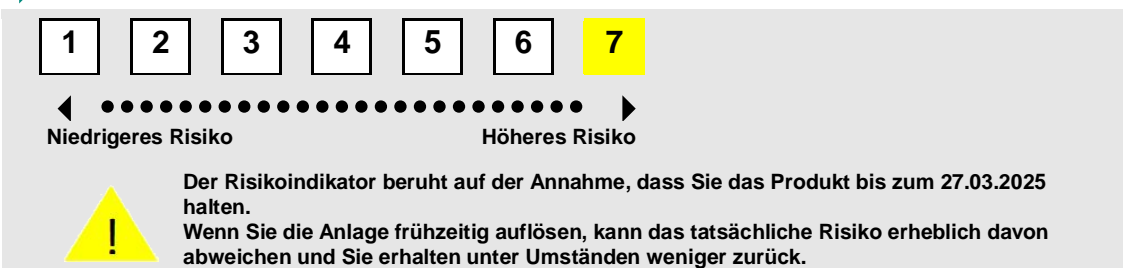 1 2 3 4 5 6 7
Niedrigeres Risiko Höheres Risiko
Der Risikoindikator beruht auf der Annahme, dass Sie das Produkt bis zum 27.03.2025
halten.
Wenn Sie die Anlage frühzeitig auflösen, kann das tatsächliche Risiko erheblich davon
abweichen und Sie erhalten unter Umständen weniger zurück.
!